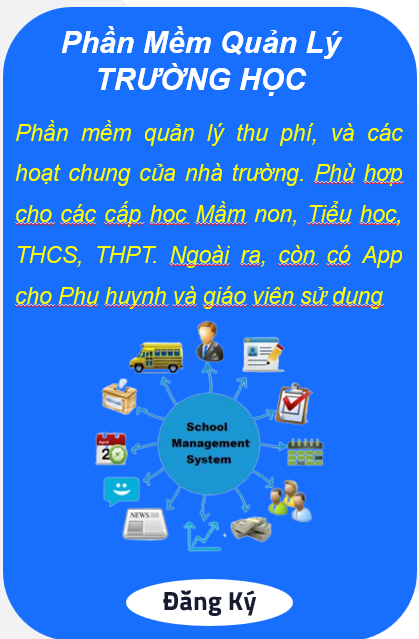 Phần Mềm Quản Lý
TRƯỜNG HỌC
Phần mềm quản lý thu phí, và các
hoạt chung của nhà trường. Phù hợp
cho các cấp học Mầm non, Tiểu học,
THCS, THPT. Ngoài ra, còn có App
cho Phụ huynh và giáo viên sử dụng
School
Management
System
NEWS
Đăng Ký